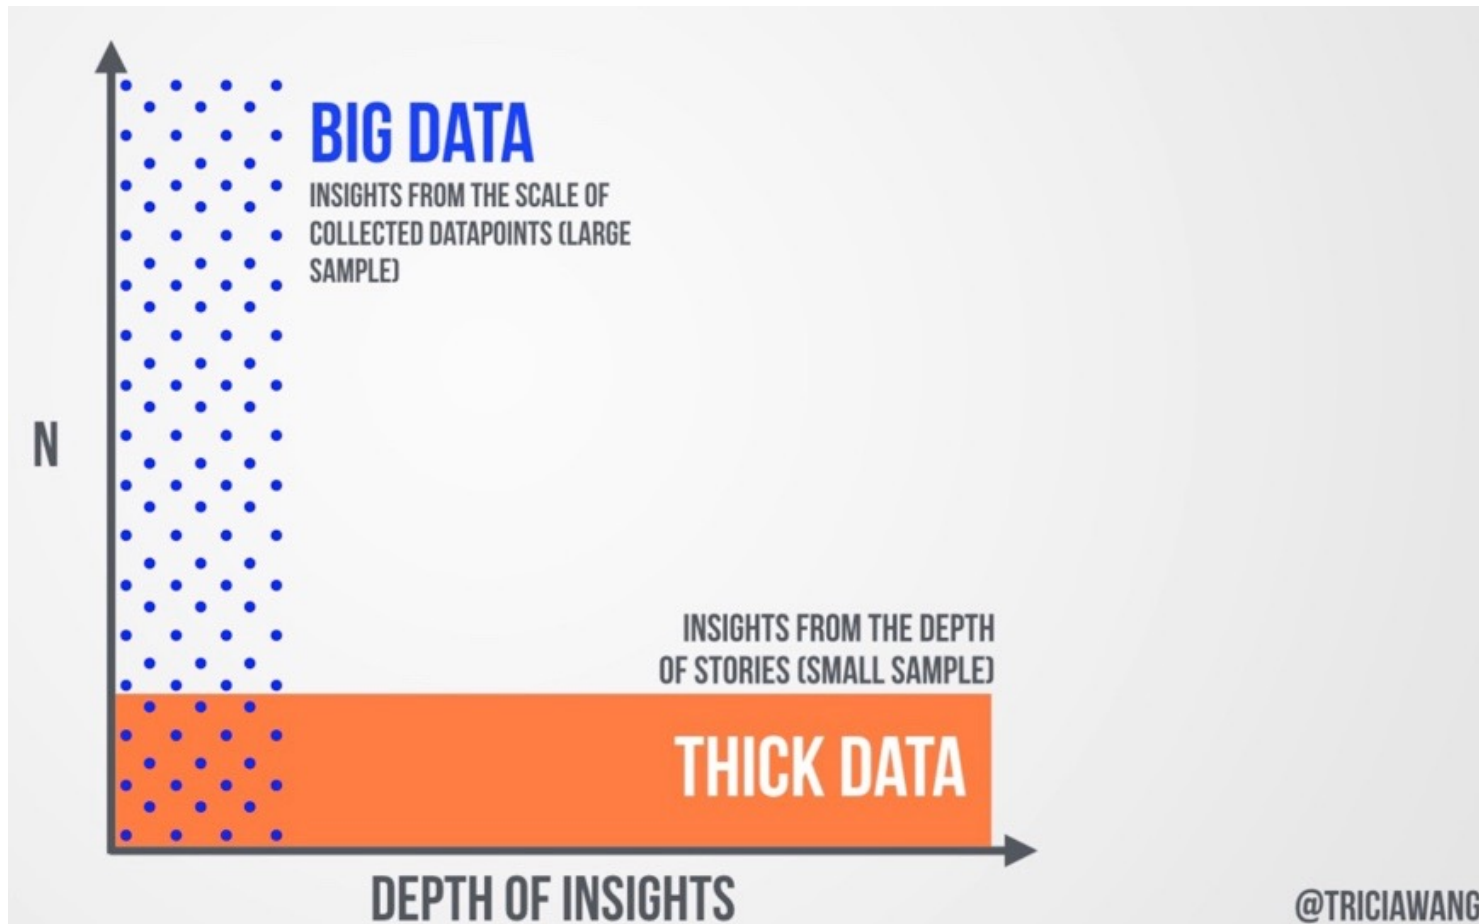 BIG DATA
INSIGHTS FROM THE SCALE OF
COLLECTED DATAPOINTS (LARGE
SAMPLE)
N
INSIGHTS FROM THE DEPTH
OF STORIES (SMALL SAMPLE)
THICK DATA
DEPTH OF INSIGHTS
@TRICIAWANG